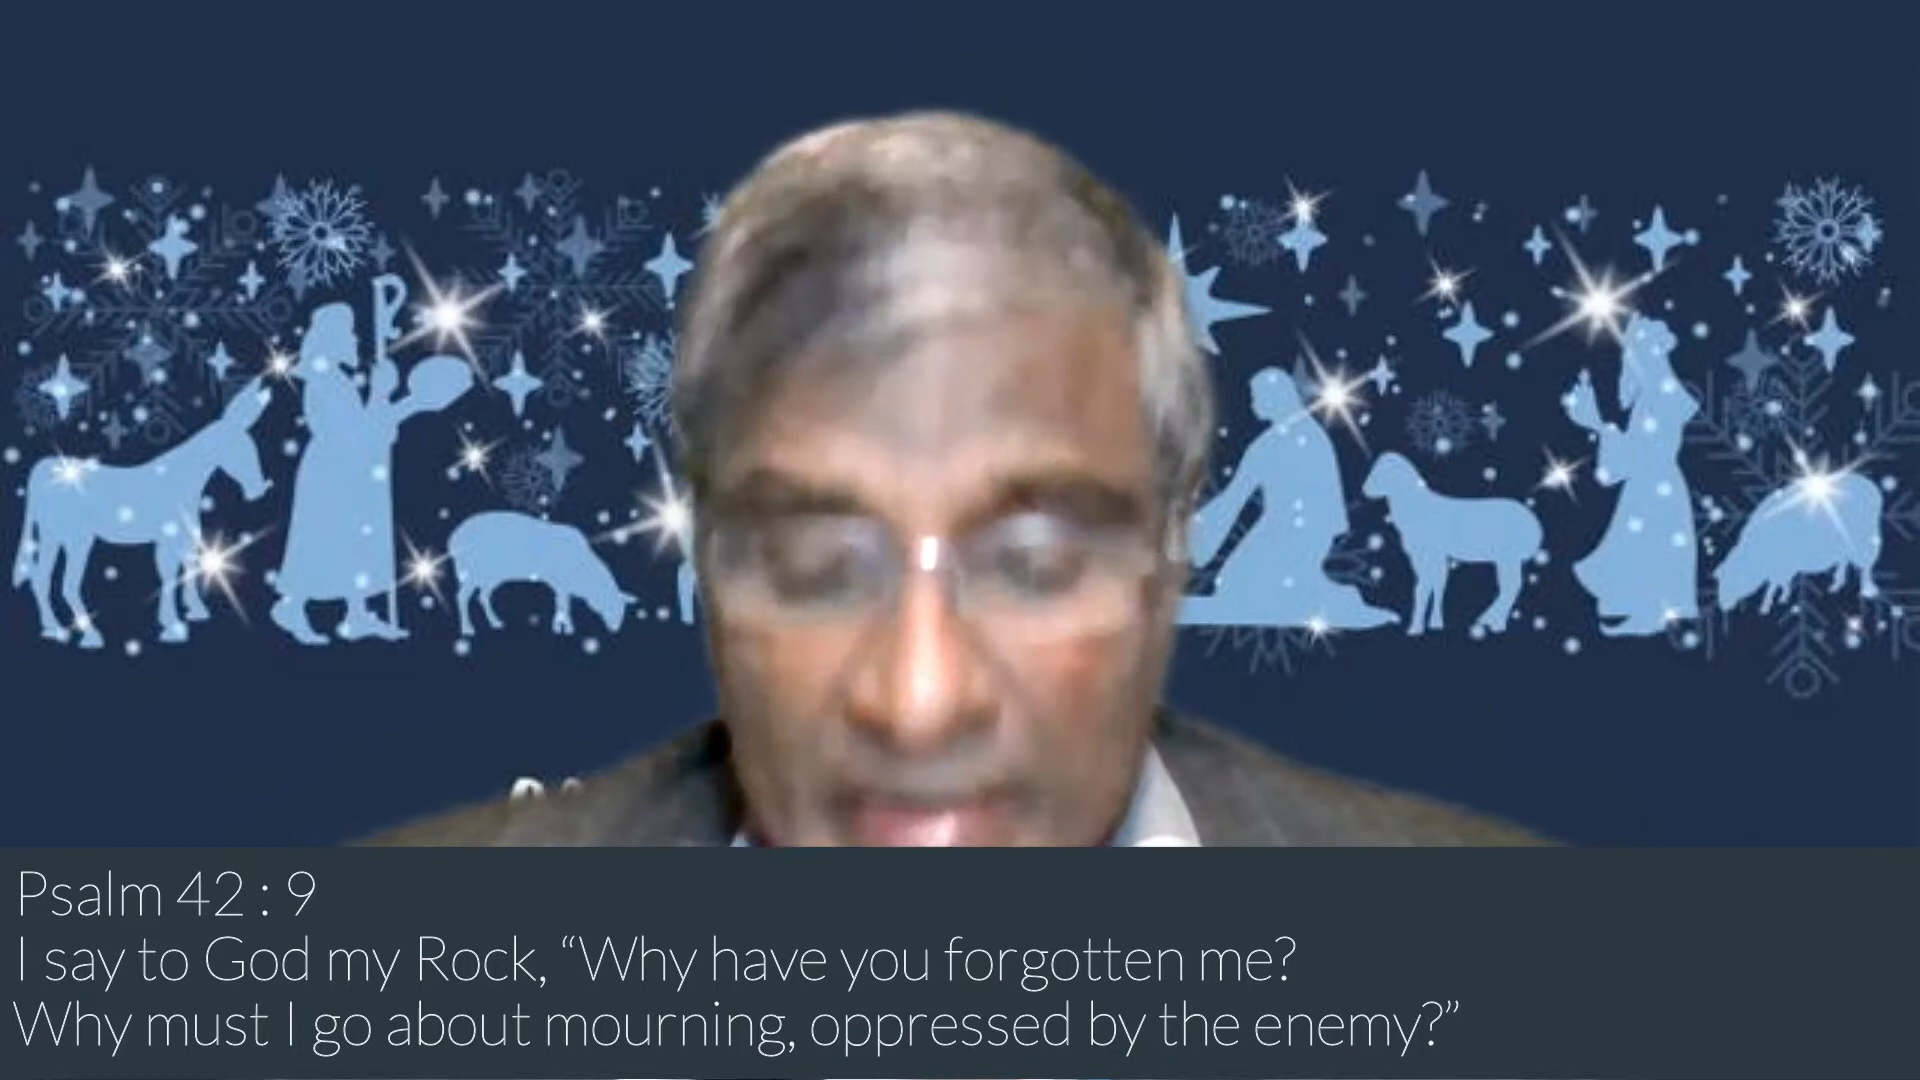 Psalm 42 : 9
I say to God my Rock, “Why have you forgotten me?
Why must I go about mourning, oppressed by the enemy?”